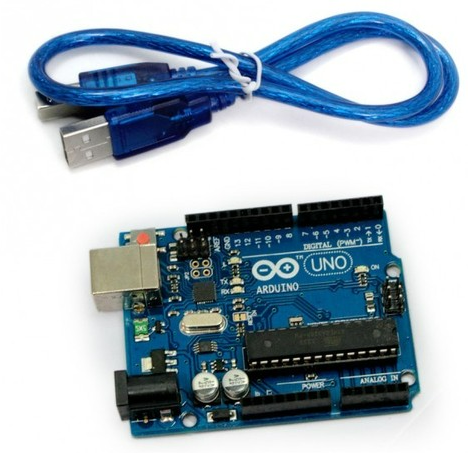 AREF
GND
13
12
~11
~10
~9
8
7
~6
~5
4
~3
2
TX→1
RX←0
DIGITAL (PWM~)
TX
RX
UNO
ARDUINO
ON
POWER
ANALOG IN